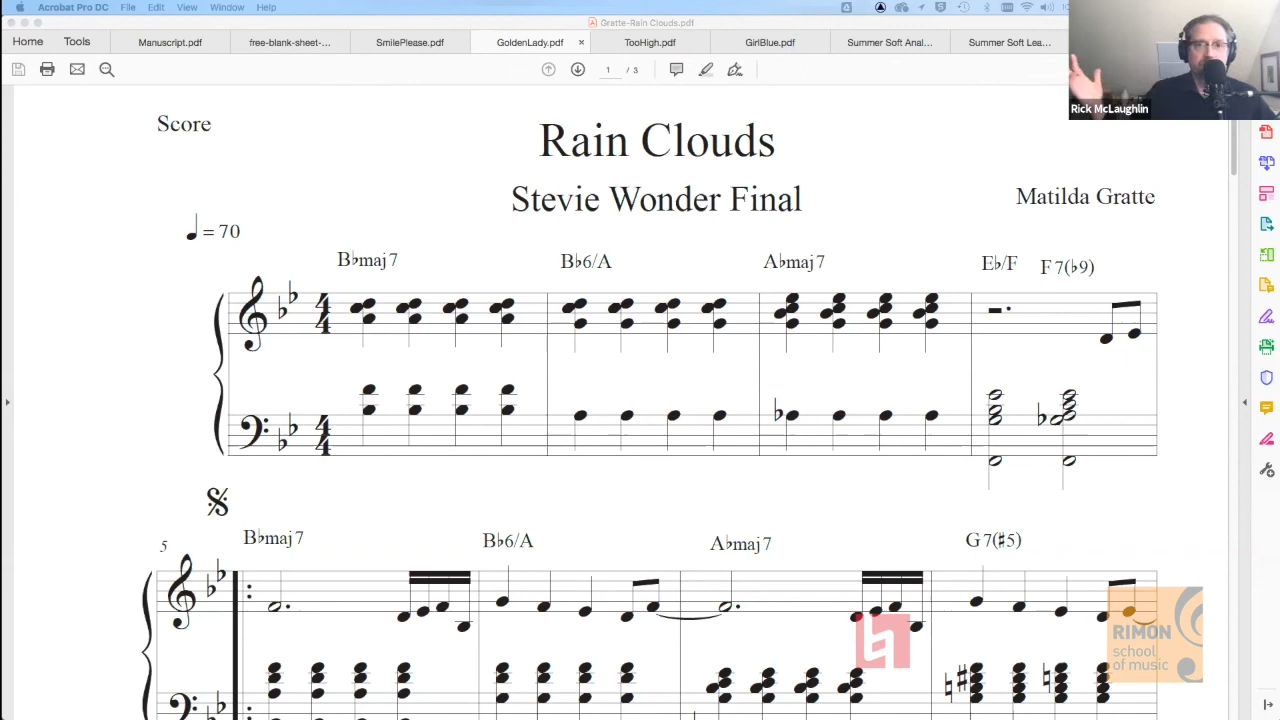 Acrobat Pro DC File Edit View Window Help
Gratte-Rain Clouds.pdf
Home Tools Manuscript.pdf free-blank-sheet-... SmilePlease.pdf GoldenLady.pdf × TooHigh.pdf GirlBlue.pdf Summer Soft Anal... Summer Soft Lea...
1 / 3
Rick McLaughlin
Score
Rain Clouds
Stevie Wonder Final
Matilda Gratte
= 70
B♭maj7 B♭6/A A♭maj7 E♭/F F7(♭9)
5
B♭maj7 B♭6/A A♭maj7 G7(♯5)
RIMON
school
of music